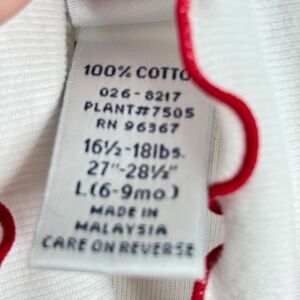 100% COTTO
026-8217
PLANT#7505
RN 96367
16½-18lbs.
27"-28½"
L(6-9mo.)
MADE IN
MALAYSIA
CARE ON REVERSE